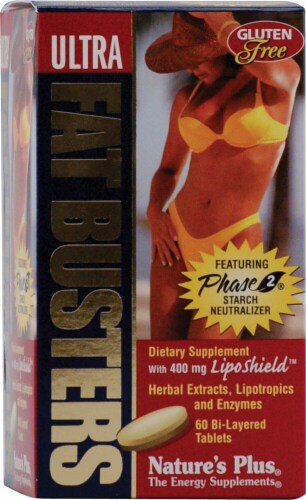 GLUTEN
Free
ULTRA
FAT BUSTERS
FEATURING
Phase 2®
STARCH
NEUTRALIZER
Dietary Supplement
With 400 mg LipoShield™
Herbal Extracts, Lipotropics
and Enzymes
60 Bi-Layered
Tablets
Nature's Plus®
The Energy Supplements®